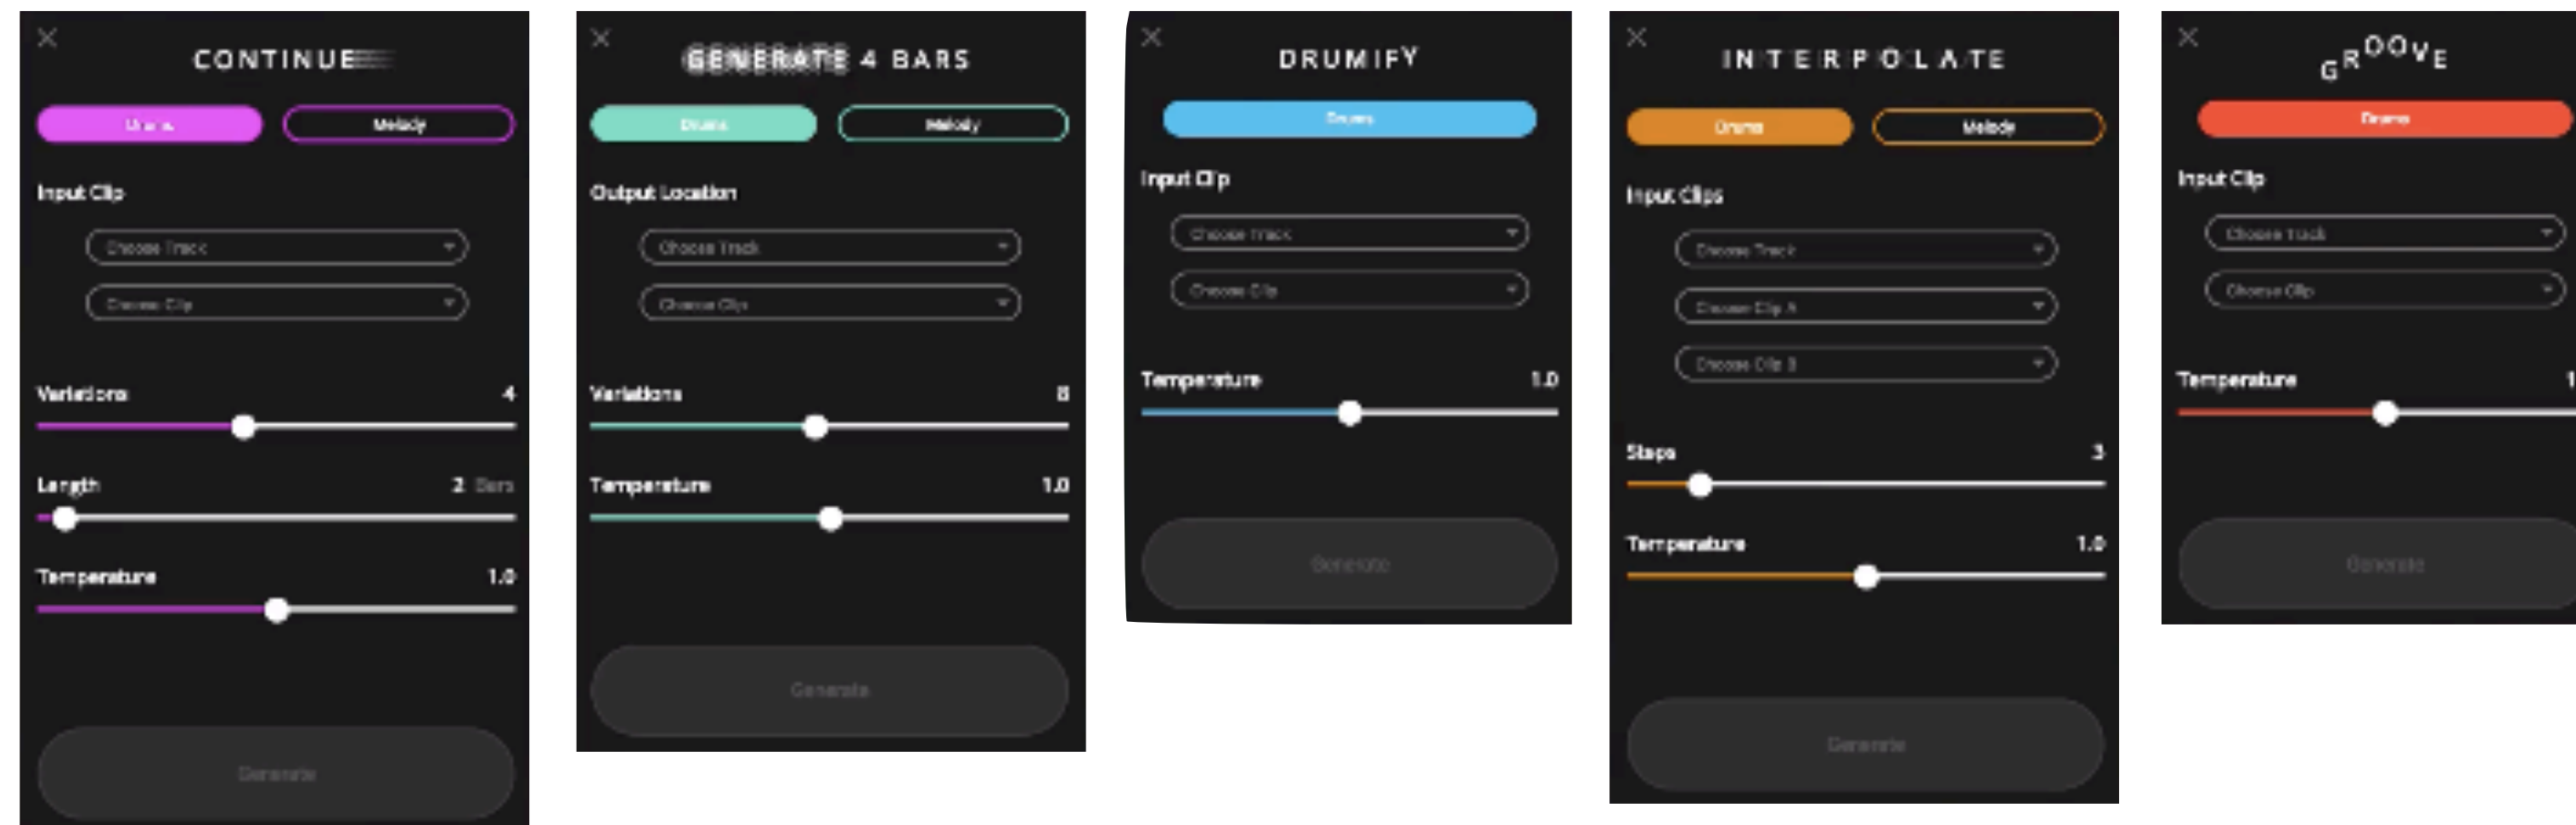 CONTINUE
Drums Melody
Input Clip
Choose Track
Choose Clip
Variations 4
Length 2 Bars
Temperature 1.0
Generate
GENERATE 4 BARS
Drums Melody
Output Location
Choose Track
Choose Clip
Variations 8
Temperature 1.0
Generate
DRUMIFY
Drums
Input Clip
Choose Track
Choose Clip
Temperature 1.0
Generate
INTERPOLATE
Drums Melody
Input Clips
Choose Track
Choose Clip A
Choose Clip B
Steps 3
Temperature 1.0
Generate
GROOVE
Drums
Input Clip
Choose Track
Choose Clip
Temperature 1
Generate